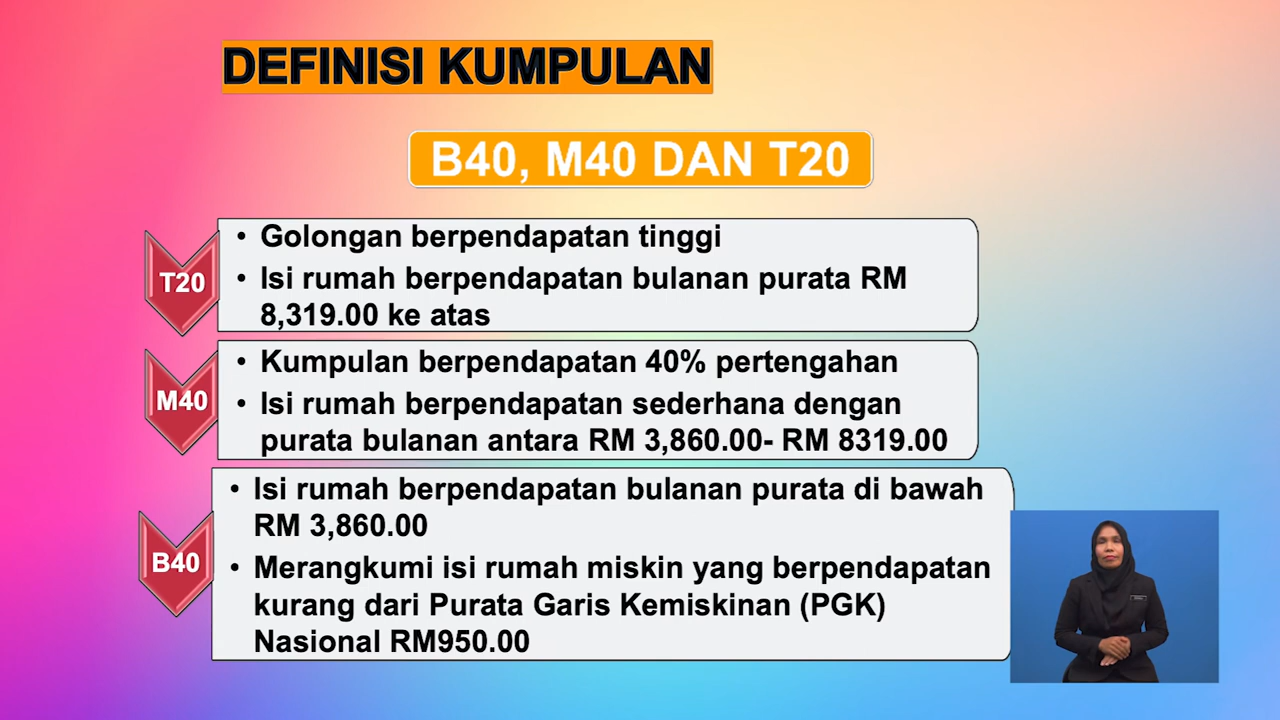 DEFINISI KUMPULAN
B40, M40 DAN T20
T20
• Golongan berpendapatan tinggi
• Isi rumah berpendapatan bulanan purata RM
8,319.00 ke atas
M40
• Kumpulan berpendapatan 40% pertengahan
• Isi rumah berpendapatan sederhana dengan
purata bulanan antara RM 3,860.00- RM 8319.00
B40
• Isi rumah berpendapatan bulanan purata di bawah
RM 3,860.00
• Merangkumi isi rumah miskin yang berpendapatan
kurang dari Purata Garis Kemiskinan (PGK)
Nasional RM950.00